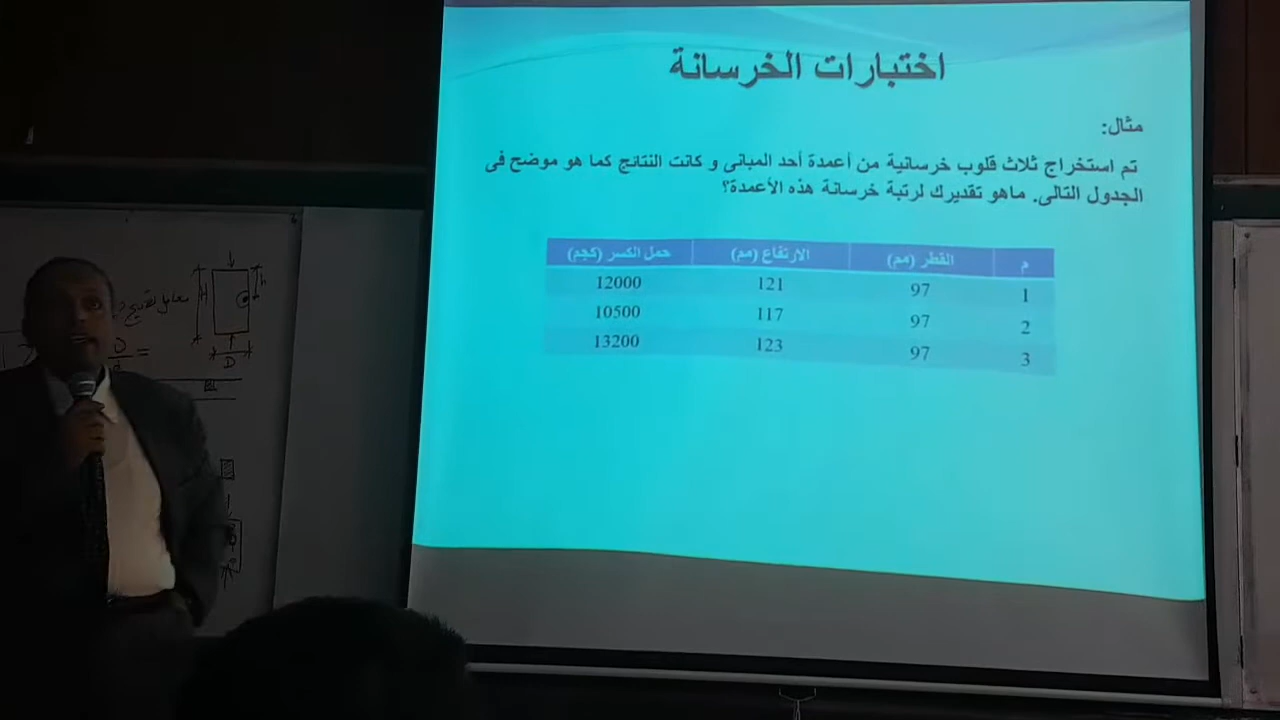 اختبارات الخرسانة
مثال:
تم استخراج ثلاث قلوب خرسانية من أعمدة أحد المبانى و كانت النتائج كما هو موضح فى
الجدول التالى. ماهو تقديرك لرتبة خرسانة هذه الأعمدة؟
م القطر (مم) الارتفاع (مم) حمل الكسر (كجم)
1 97 121 12000
2 97 117 10500
3 97 123 13200
H
h
D
D
d
=